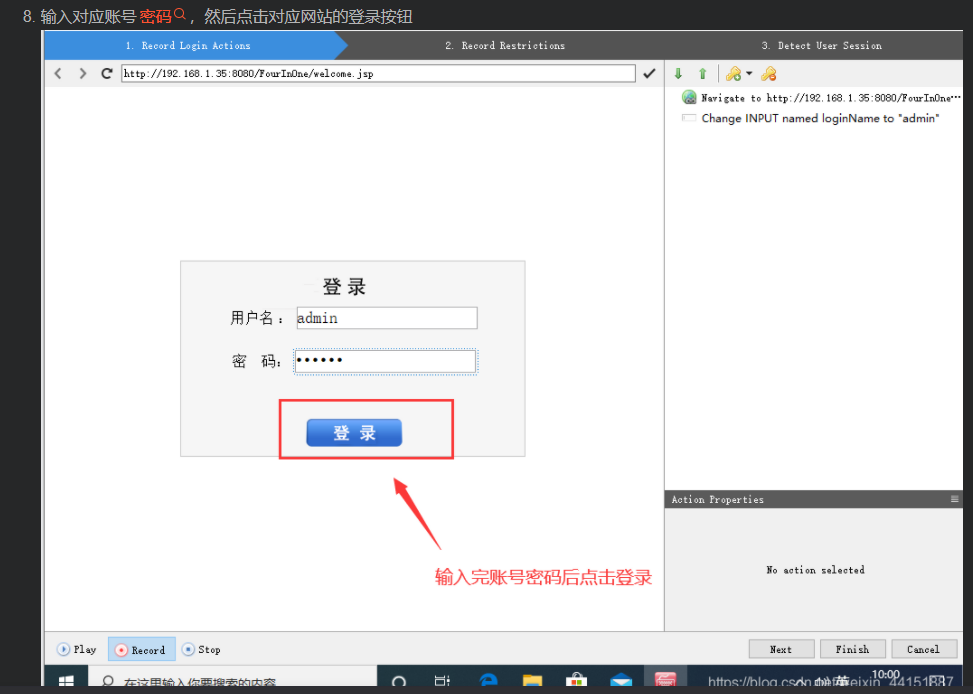 8. 输入对应账号 密码，然后点击对应网站的登录按钮
1. Record Login Actions
2. Record Restrictions
3. Detect User Session
http://192.168.1.35:8080/FourInOne/welcome.jsp
Navigate to http://192.168.1.35:8080/FourInOne…
Change INPUT named loginName to "admin"
登 录
用户名： admin
密 码： ••••••
登 录
输入完账号密码后点击登录
Action Properties
No action selected
Play
Record
Stop
Next
Finish
Cancel
在这里输入你要搜索的内容
10:00
英